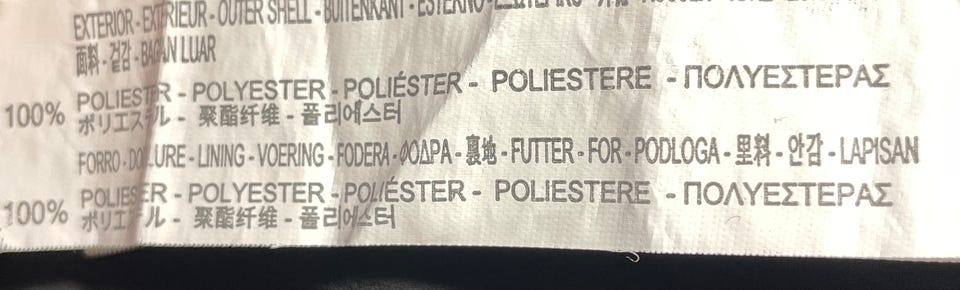 EXTERIOR - EXTÉRIEUR - OUTER SHELL - BUITENKANT - ESTERNO -
面料 - 겉감 - BAGIAN LUAR
100% POLIESTER - POLYESTER - POLIÉSTER - POLIESTERE - ΠΟΛΥΕΣΤΕΡΑΣ
ポリエステル - 聚酯纤维 - 폴리에스터
FORRO - DOUBLURE - LINING - VOERING - FODERA - ΦΟΔΡΑ - 裏地 - FUTTER - FOR - PODLOGA - 里料 - 안감 - LAPISAN
100% POLIESTER - POLYESTER - POLIÉSTER - POLIESTERE - ΠΟΛΥΕΣΤΕΡΑΣ
ポリエステル - 聚酯纤维 - 폴리에스터